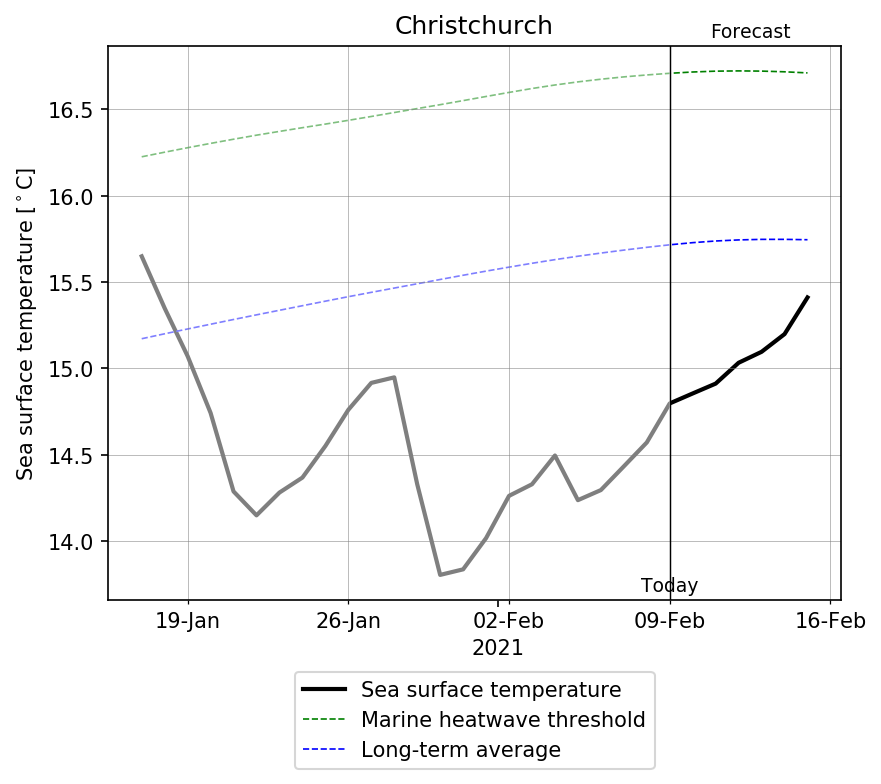 Christchurch
Forecast
Sea surface temperature [°C]
16.5
16.0
15.5
15.0
14.5
14.0
Today
19-Jan 26-Jan 02-Feb 09-Feb 16-Feb
2021
Sea surface temperature
Marine heatwave threshold
Long-term average